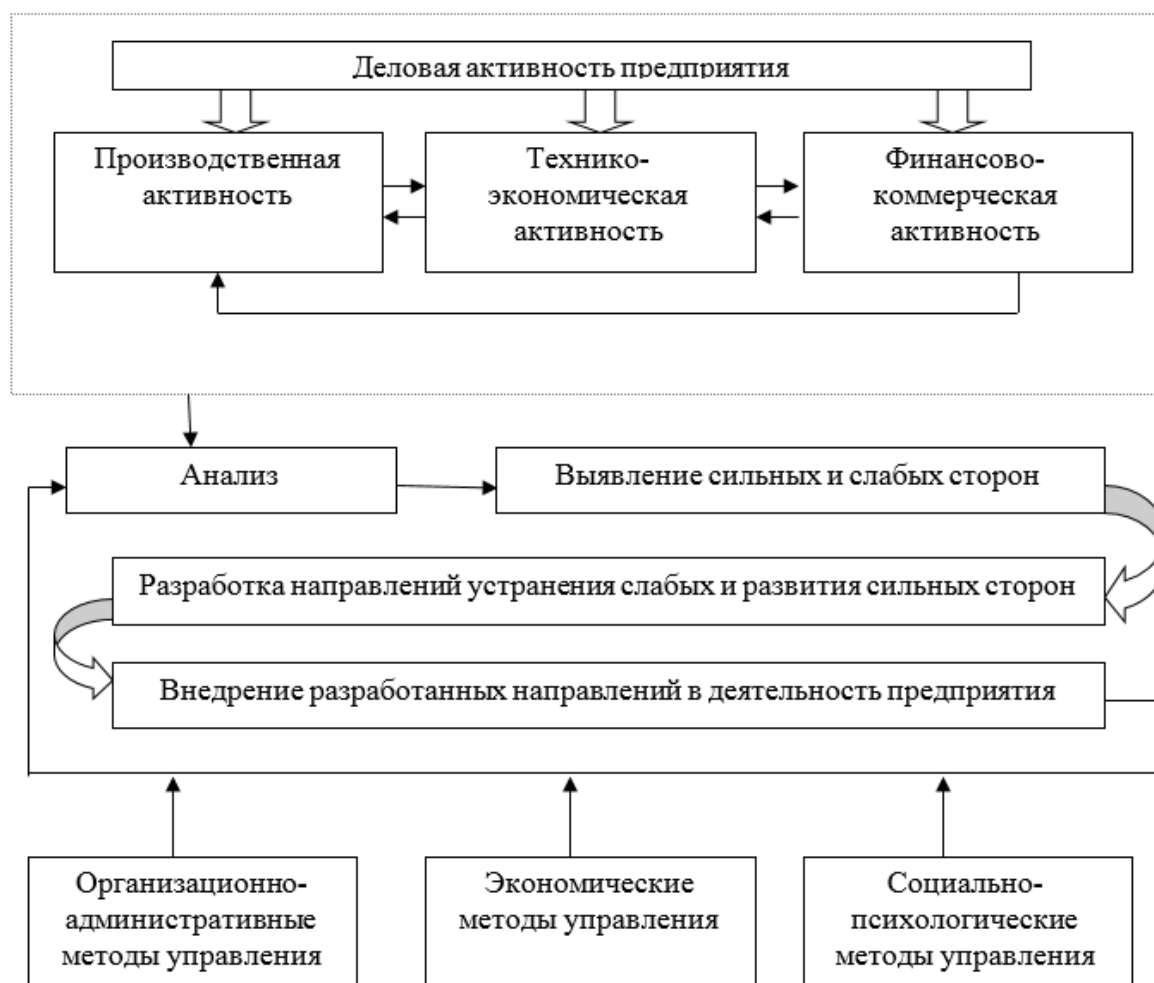 Деловая активность предприятия
Производственная
активность
Технико-
экономическая
активность
Финансово-
коммерческая
активность
Анализ
Выявление сильных и слабых сторон
Разработка направлений устранения слабых и развития сильных сторон
Внедрение разработанных направлений в деятельность предприятия
Организационно-
административные
методы управления
Экономические
методы управления
Социально-
психологические
методы управления